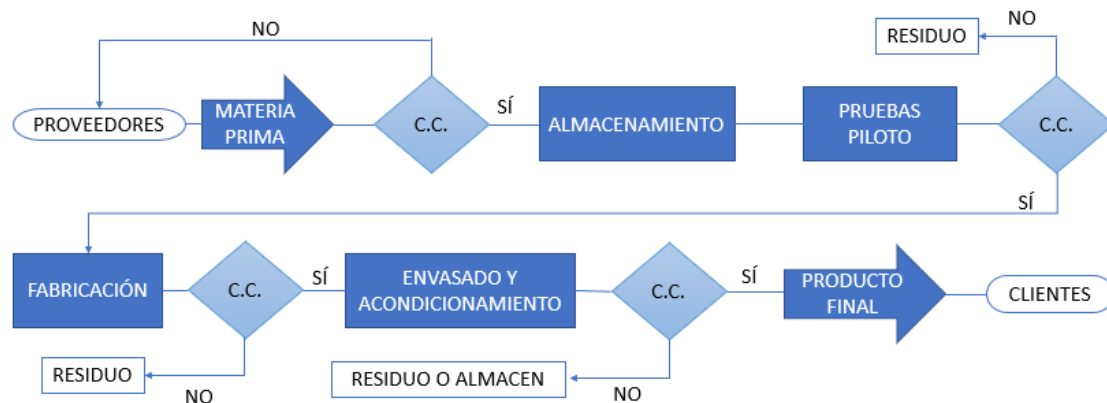 NO
RESIDUO
NO
PROVEEDORES
MATERIA
PRIMA
C.C.
SÍ
ALMACENAMIENTO
PRUEBAS
PILOTO
C.C.
SÍ
FABRICACIÓN
C.C.
SÍ
ENVASADO Y
ACONDICIONAMIENTO
C.C.
SÍ
PRODUCTO
FINAL
CLIENTES
RESIDUO
NO
RESIDUO O ALMACEN
NO